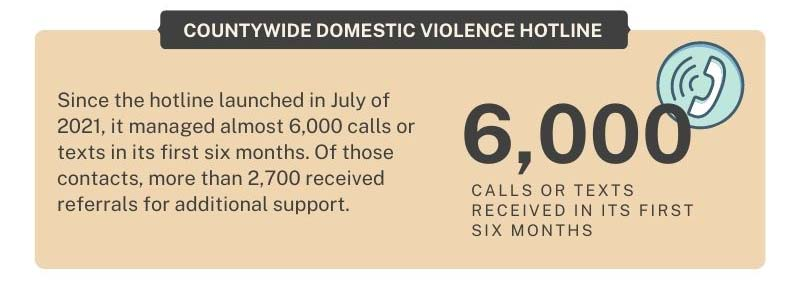 COUNTYWIDE DOMESTIC VIOLENCE HOTLINE
Since the hotline launched in July of
2021, it managed almost 6,000 calls or
texts in its first six months. Of those
contacts, more than 2,700 received
referrals for additional support.
6,000
CALLS OR TEXTS
RECEIVED IN ITS FIRST
SIX MONTHS